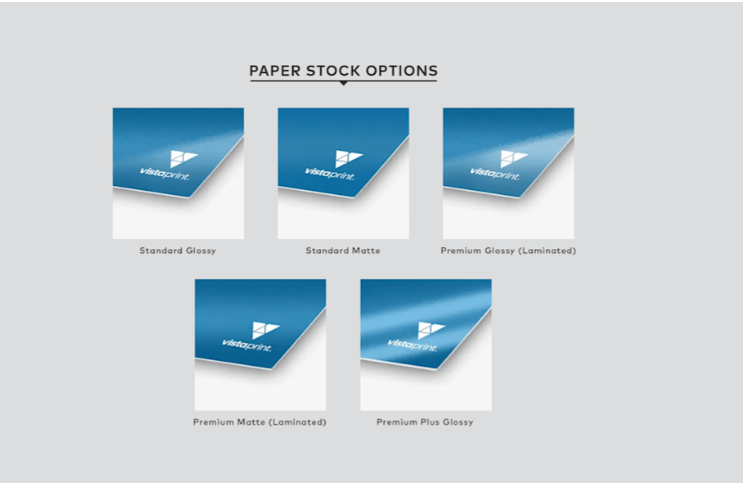 PAPER STOCK OPTIONS
vistaprint.
vistaprint.
vistaprint.
Standard Glossy
Standard Matte
Premium Glossy (Laminated)
vistaprint.
vistaprint.
Premium Matte (Laminated)
Premium Plus Glossy